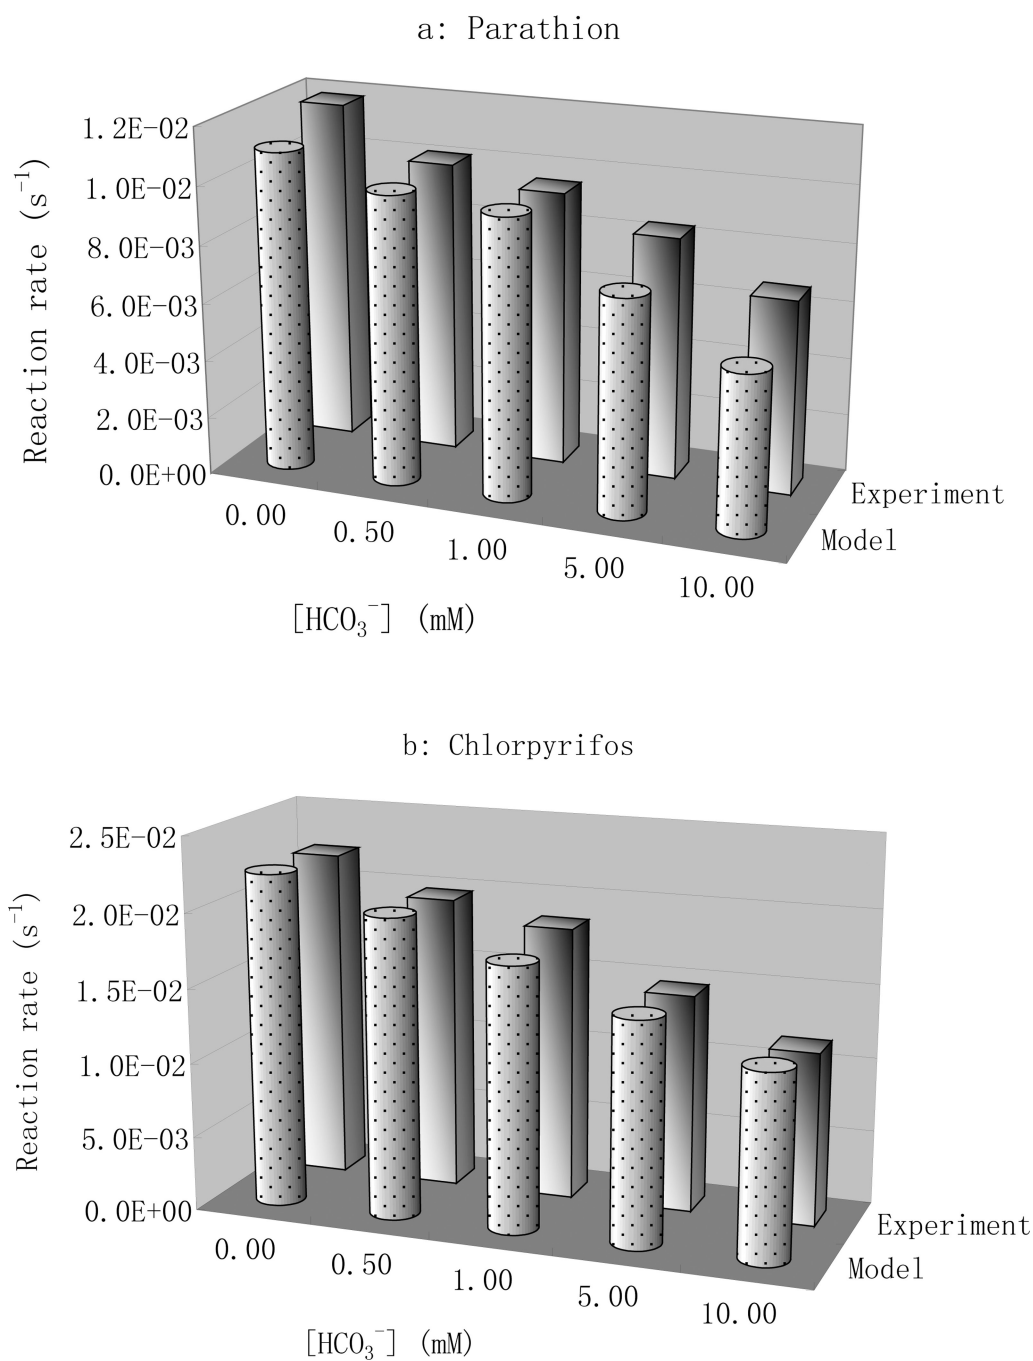 a: Parathion
1.2E-02
1.0E-02
8.0E-03
6.0E-03
4.0E-03
2.0E-03
0.0E+00
Reaction rate (s⁻¹)
0.00
0.50
1.00
5.00
10.00
Experiment
Model
[HCO₃⁻] (mM)
b: Chlorpyrifos
2.5E-02
2.0E-02
1.5E-02
1.0E-02
5.0E-03
0.0E+00
Reaction rate (s⁻¹)
0.00
0.50
1.00
5.00
10.00
Experiment
Model
[HCO₃⁻] (mM)